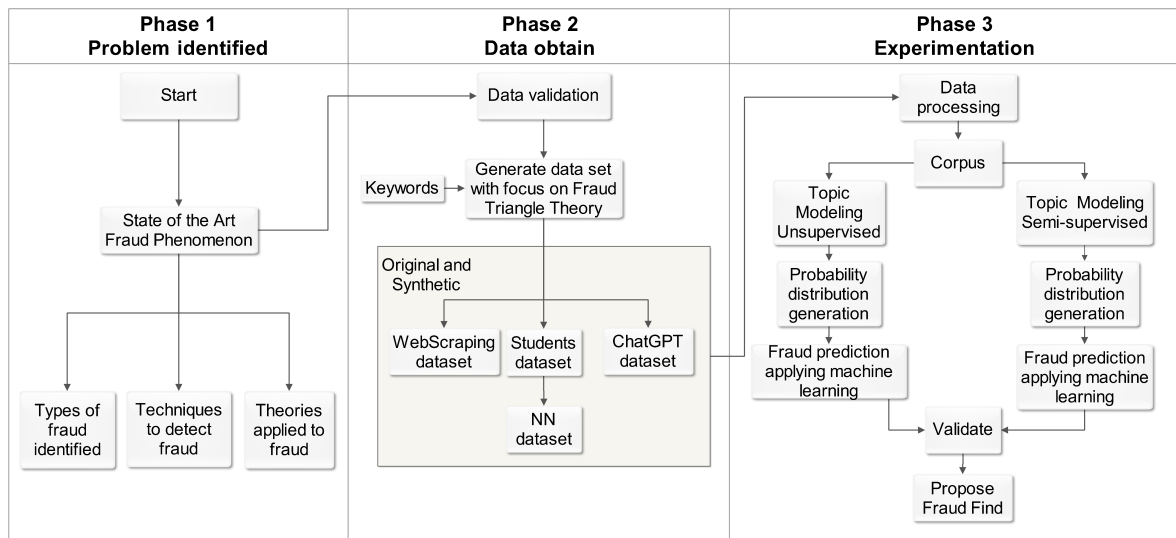 Phase 1
Problem identified
Start
State of the Art
Fraud Phenomenon
Types of
fraud
identified
Techniques
to detect
fraud
Theories
applied to
fraud
Phase 2
Data obtain
Data validation
Keywords
Generate data set
with focus on Fraud
Triangle Theory
Original and
Synthetic
WebScraping
dataset
Students
dataset
ChatGPT
dataset
NN
dataset
Phase 3
Experimentation
Data
processing
Corpus
Topic
Modeling
Unsupervised
Probability
distribution
generation
Fraud prediction
applying machine
learning
Topic Modeling
Semi-supervised
Probability
distribution
generation
Fraud prediction
applying machine
learning
Validate
Propose
Fraud Find